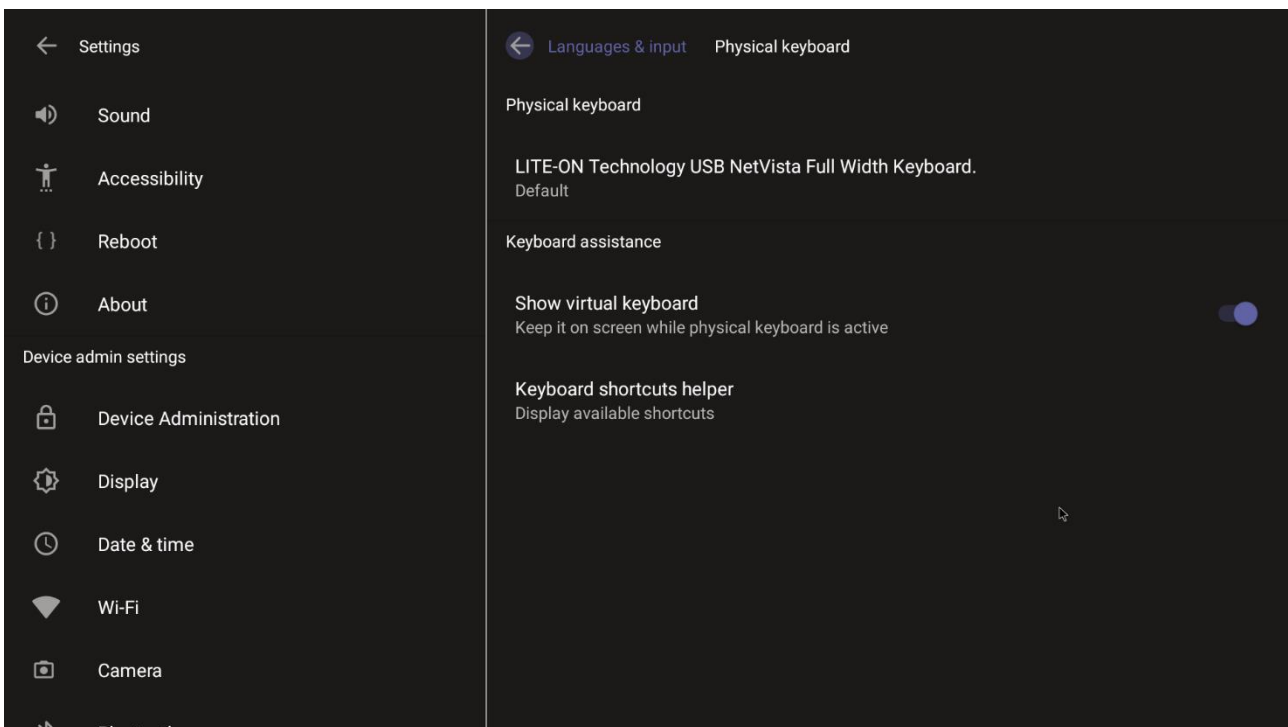 Settings
Sound
Accessibility
{ } Reboot
About
Device admin settings
Device Administration
Display
Date & time
Wi-Fi
Camera
Languages & input Physical keyboard
Physical keyboard
LITE-ON Technology USB NetVista Full Width Keyboard.
Default
Keyboard assistance
Show virtual keyboard
Keep it on screen while physical keyboard is active
Keyboard shortcuts helper
Display available shortcuts